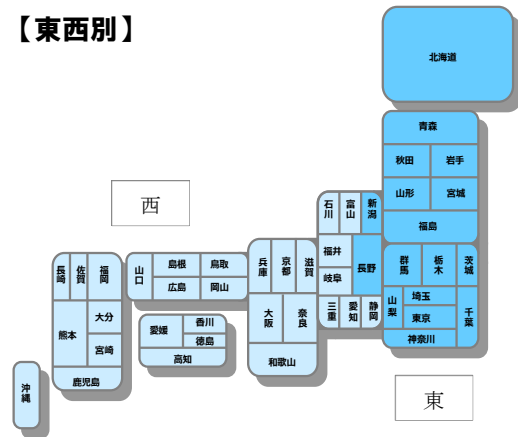 【東西別】
北海道
青森
秋田
岩手
山形
宮城
福島
西
石川
富山
新潟
福井
長野
岐阜
三重
愛知
静岡
群馬
栃木
茨城
山梨
埼玉
東京
千葉
神奈川
兵庫
京都
滋賀
大阪
奈良
和歌山
山口
島根
鳥取
広島
岡山
愛媛
香川
徳島
高知
長崎
佐賀
福岡
熊本
大分
宮崎
鹿児島
沖縄
東